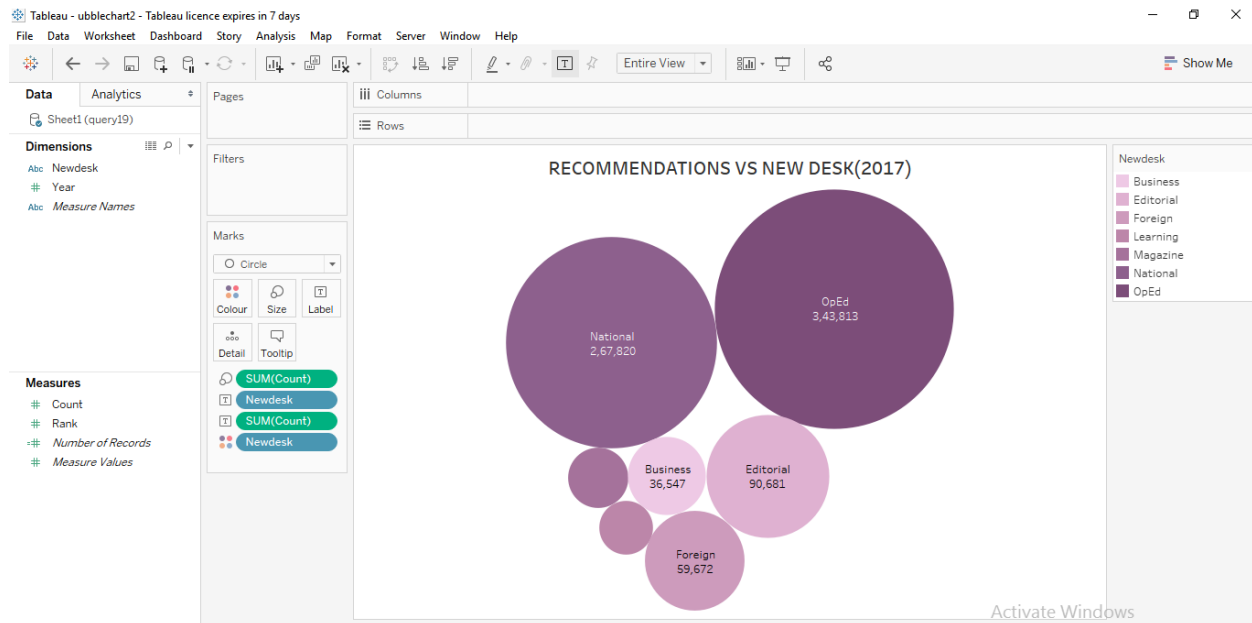 Tableau - ubblechart2 - Tableau licence expires in 7 days
File Data Worksheet Dashboard Story Analysis Map Format Server Window Help
Entire View
Show Me
Data Analytics
Sheet1 (query19)
Dimensions
Abc Newdesk
# Year
Abc Measure Names
Measures
# Count
# Rank
=# Number of Records
# Measure Values
Pages
Filters
Marks
Circle
Colour Size Label
Detail Tooltip
SUM(Count)
T Newdesk
T SUM(Count)
Newdesk
iii Columns
Rows
RECOMMENDATIONS VS NEW DESK(2017)
OpEd
3,43,813
National
2,67,820
Business
36,547
Editorial
90,681
Foreign
59,672
Newdesk
Business
Editorial
Foreign
Learning
Magazine
National
OpEd
Activate Windows